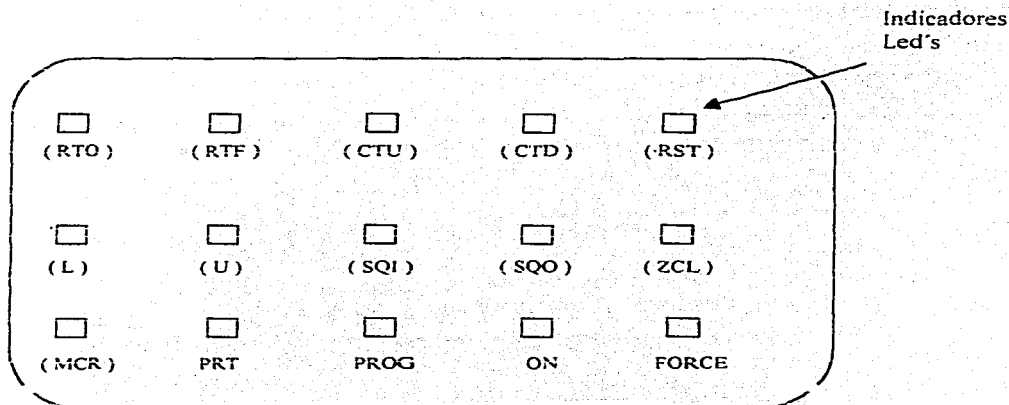 Indicadores
Led´s
(RTO) (RTF) (CTU) (CTD) (RST)
(L) (U) (SQI) (SQO) (ZCL)
(MCR) PRT PROG ON FORCE